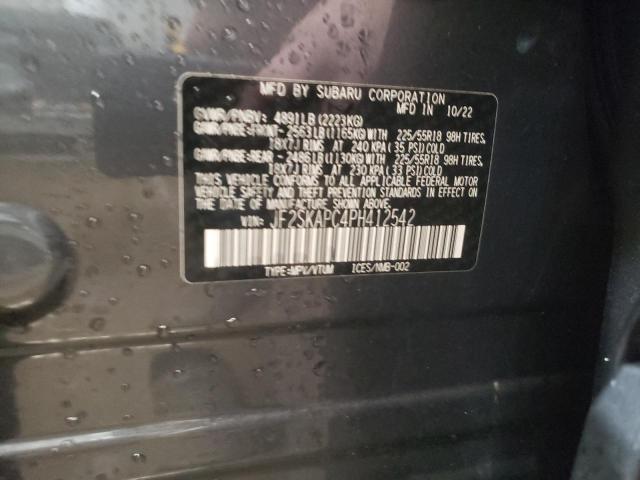 MFD BY SUBARU CORPORATION
MFD IN 10/22
GVWR/PNBV: 4891LB (2223KG)
GAWR/PNBE:FRONT- 2563LB(1165KG)WITH 225/55R18 98H TIRES,
18X7J RIMS AT 240 KPA(35 PSI)COLD
GAWR/PNBE:REAR- 2486LB(1130KG)WITH 225/55R18 98H TIRES,
18X7J RIMS AT 230 KPA(33 PSI)COLD
THIS VEHICLE CONFORMS TO ALL APPLICABLE FEDERAL MOTOR
VEHICLE SAFETY AND THEFT PREVENTION STANDARDS IN EFFECT
ON THE DATE OF MANUFACTURE SHOWN ABOVE.
VIN: JF2SKAPC4PH412542
TYPE:MPV/VTUM ICES/NMB-002